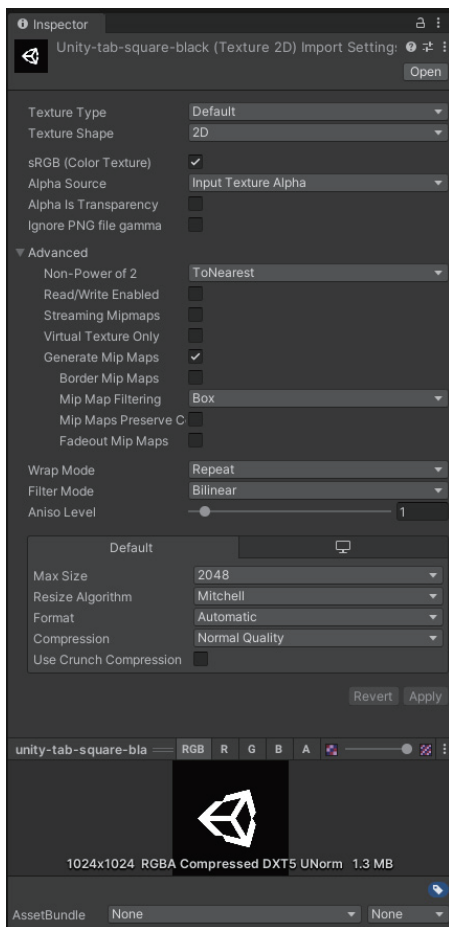 Inspector
Unity-tab-square-black (Texture 2D) Import Settings
Open
Texture Type Default
Texture Shape 2D
sRGB (Color Texture)
Alpha Source Input Texture Alpha
Alpha Is Transparency
Ignore PNG file gamma
Advanced
Non-Power of 2 ToNearest
Read/Write Enabled
Streaming Mipmaps
Virtual Texture Only
Generate Mip Maps
Border Mip Maps
Mip Map Filtering Box
Mip Maps Preserve C
Fadeout Mip Maps
Wrap Mode Repeat
Filter Mode Bilinear
Aniso Level 1
Default
Max Size 2048
Resize Algorithm Mitchell
Format Automatic
Compression Normal Quality
Use Crunch Compression
Revert Apply
unity-tab-square-bla RGB R G B A
1024x1024 RGBA Compressed DXT5 UNorm 1.3 MB
AssetBundle None None